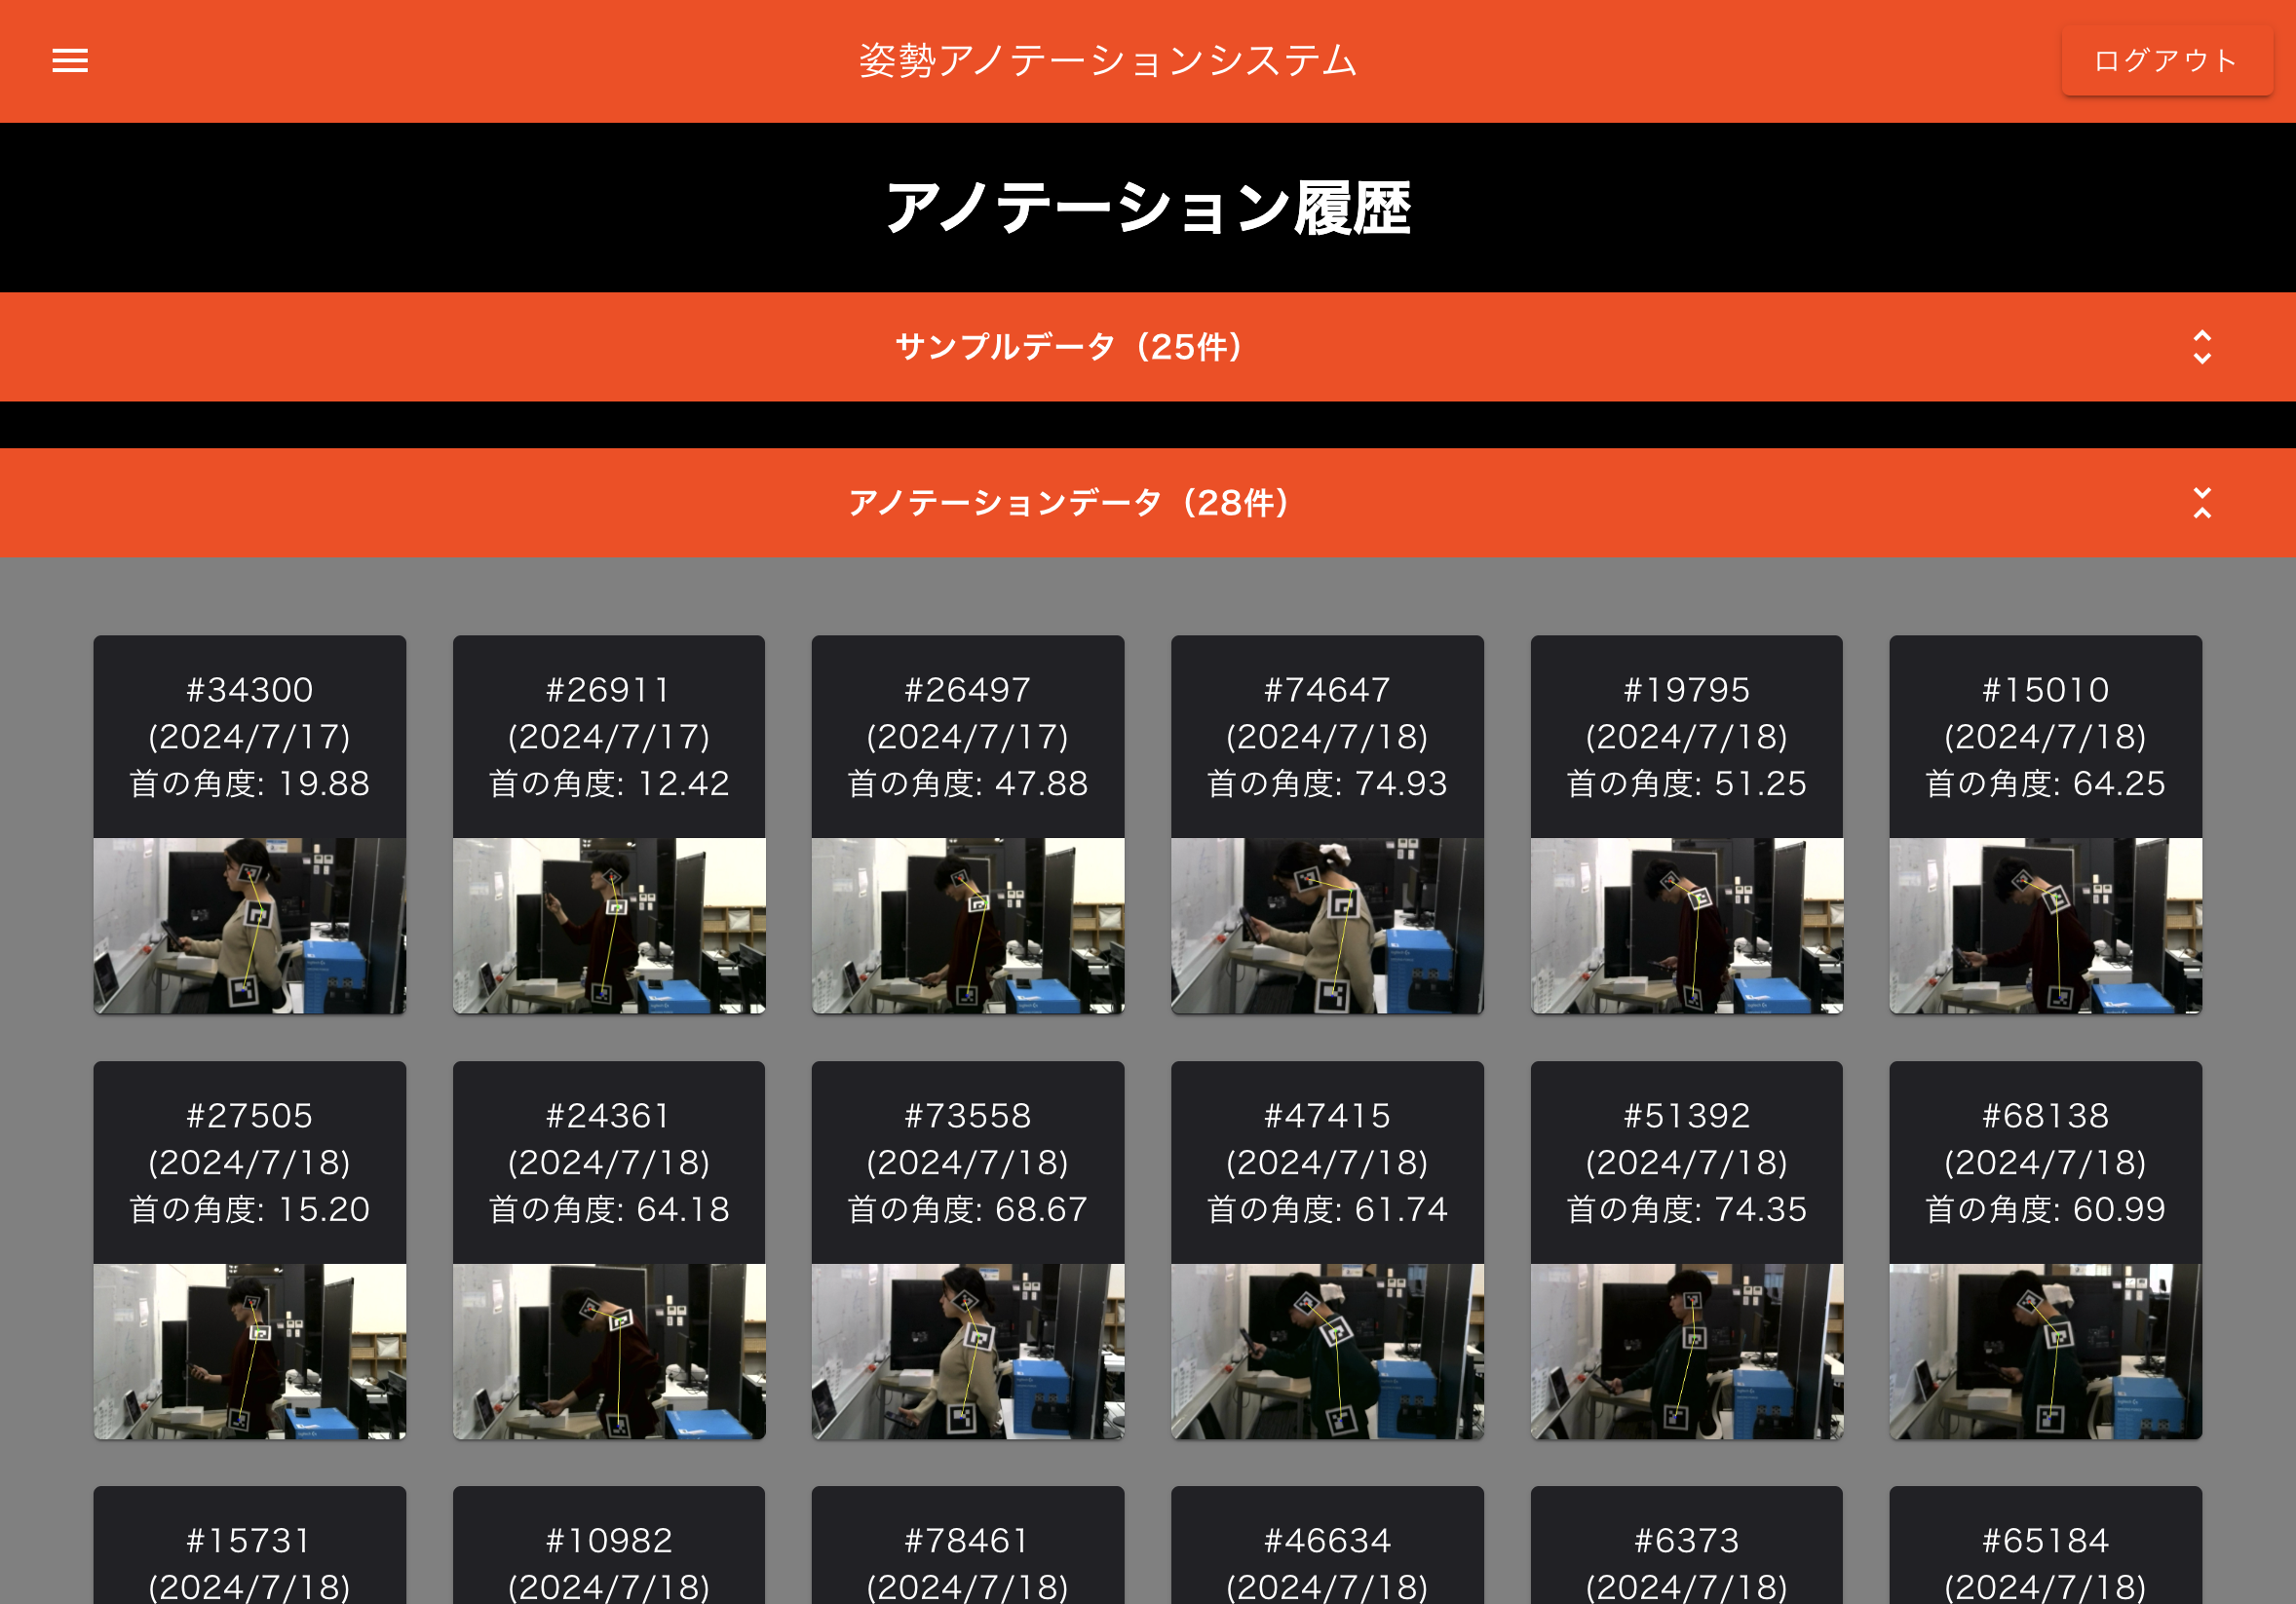 姿勢アノテーションシステム
ログアウト
アノテーション履歴
サンプルデータ（25件）
アノテーションデータ（28件）
#34300
(2024/7/17)
首の角度: 19.88
#26911
(2024/7/17)
首の角度: 12.42
#26497
(2024/7/17)
首の角度: 47.88
#74647
(2024/7/18)
首の角度: 74.93
#19795
(2024/7/18)
首の角度: 51.25
#15010
(2024/7/18)
首の角度: 64.25
#27505
(2024/7/18)
首の角度: 15.20
#24361
(2024/7/18)
首の角度: 64.18
#73558
(2024/7/18)
首の角度: 68.67
#47415
(2024/7/18)
首の角度: 61.74
#51392
(2024/7/18)
首の角度: 74.35
#68138
(2024/7/18)
首の角度: 60.99
#15731
(2024/7/18)
#10982
(2024/7/18)
#78461
(2024/7/18)
#46634
(2024/7/18)
#6373
(2024/7/18)
#65184
(2024/7/18)